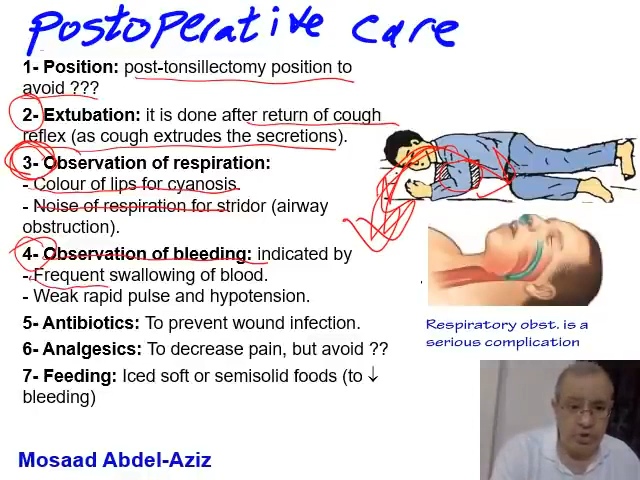 Postoperative care
1- Position: post-tonsillectomy position to
avoid ???
2- Extubation: it is done after return of cough
reflex (as cough extrudes the secretions).
3- Observation of respiration:
- Colour of lips for cyanosis
- Noise of respiration for stridor (airway
obstruction).
4- Observation of bleeding: indicated by
- Frequent swallowing of blood.
- Weak rapid pulse and hypotension.
5- Antibiotics: To prevent wound infection.
6- Analgesics: To decrease pain, but avoid ??
7- Feeding: Iced soft or semisolid foods (to ↓
bleeding)
Respiratory obst. is a
serious complication
Mosaad Abdel-Aziz